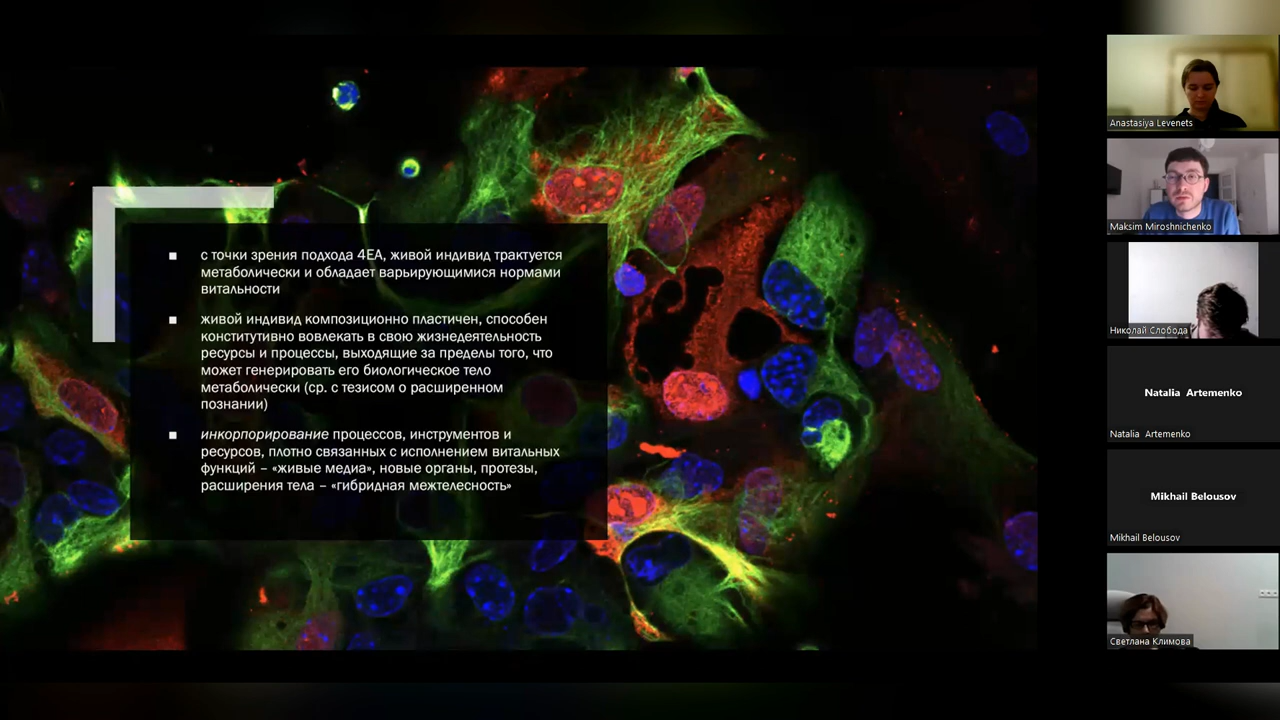 с точки зрения подхода 4EA, живой индивид трактуется
метаболически и обладает варьирующимися нормами
витальности
живой индивид композиционно пластичен, способен
конститутивно вовлекать в свою жизнедеятельность
ресурсы и процессы, выходящие за пределы того, что
может генерировать его биологическое тело
метаболически (ср. с тезисом о расширенном
познании)
инкорпорирование процессов, инструментов и
ресурсов, плотно связанных с исполнением витальных
функций – «живые медиа», новые органы, протезы,
расширения тела – «гибридная межтелесность»
Anastasiya Levenets
Maksim Miroshnichenko
Николай Слобода
Natalia Artemenko
Natalia Artemenko
Mikhail Belousov
Mikhail Belousov
Светлана Климова